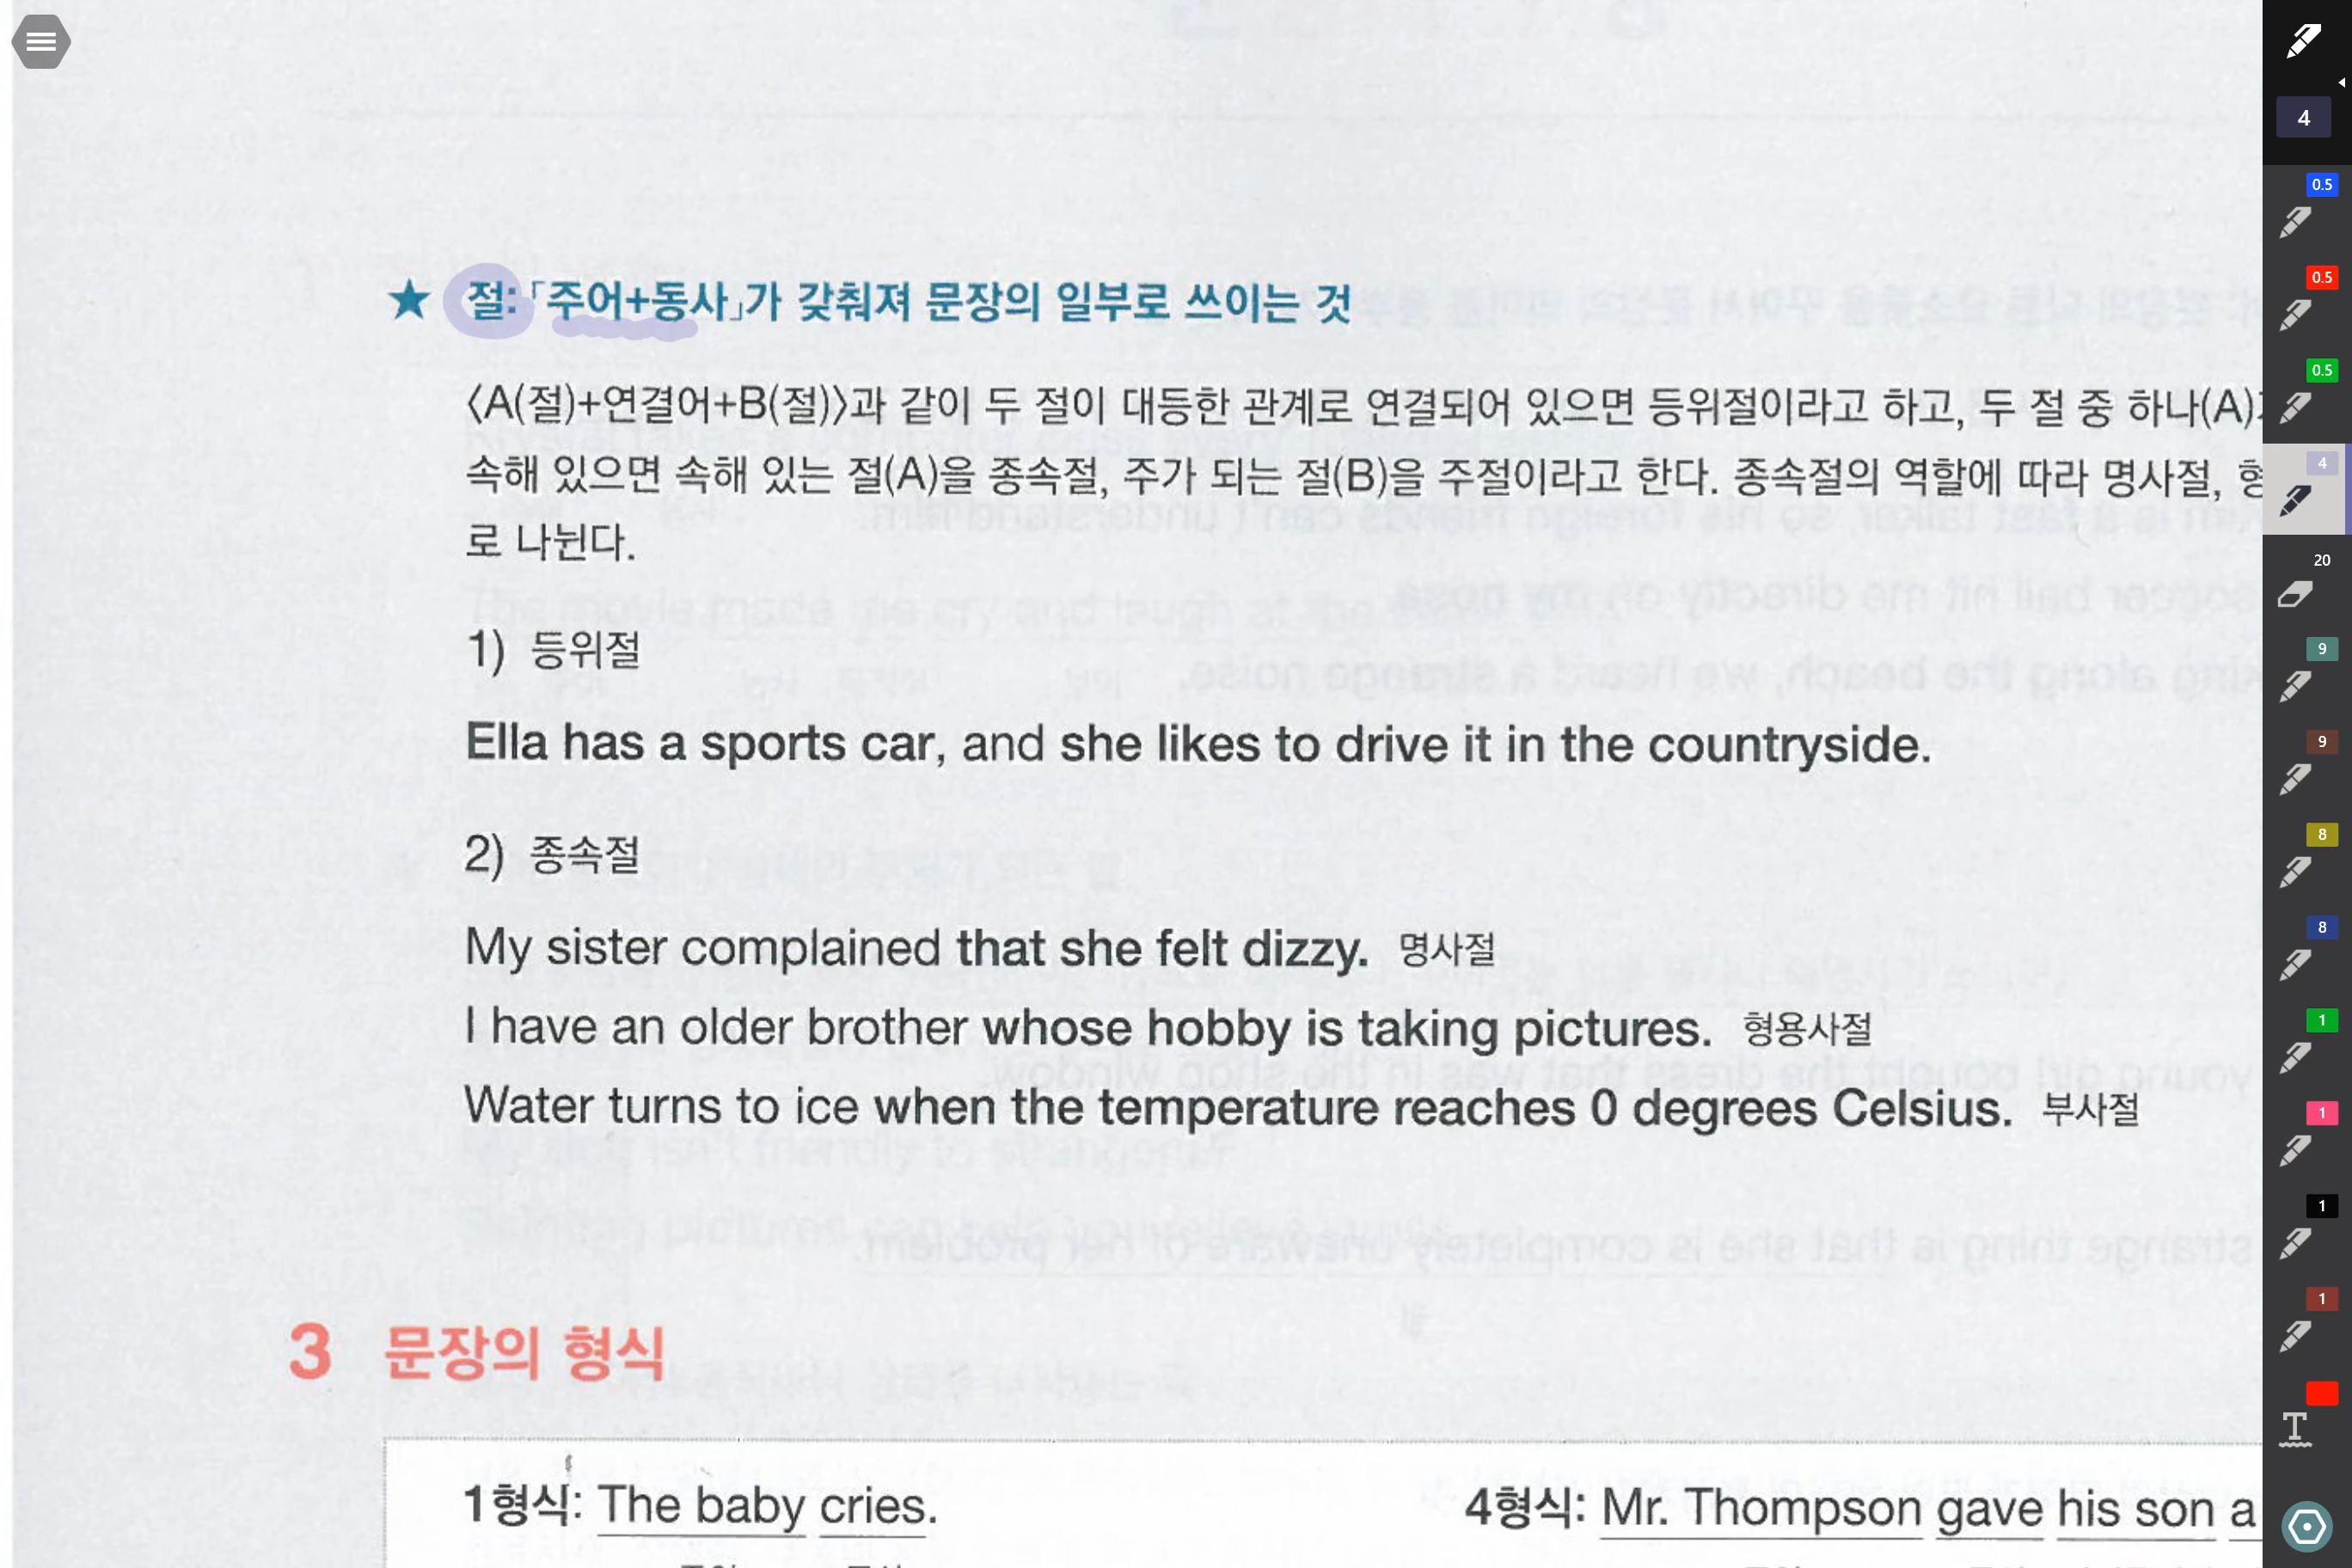 4
★ 절:「주어+동사」가 갖춰져 문장의 일부로 쓰이는 것
〈A(절)+연결어+B(절)〉과 같이 두 절이 대등한 관계로 연결되어 있으면 등위절이라고 하고, 두 절 중 하나(A)
속해 있으면 속해 있는 절(A)을 종속절, 주가 되는 절(B)을 주절이라고 한다. 종속절의 역할에 따라 명사절, 형
로 나뉜다.
1) 등위절
Ella has a sports car, and she likes to drive it in the countryside.
2) 종속절
My sister complained that she felt dizzy. 명사절
I have an older brother whose hobby is taking pictures. 형용사절
Water turns to ice when the temperature reaches 0 degrees Celsius. 부사절
3 문장의 형식
1형식: The baby cries.
4형식: Mr. Thompson gave his son a
0.5
0.5
0.5
4
20
9
9
8
8
1
1
1
1
T